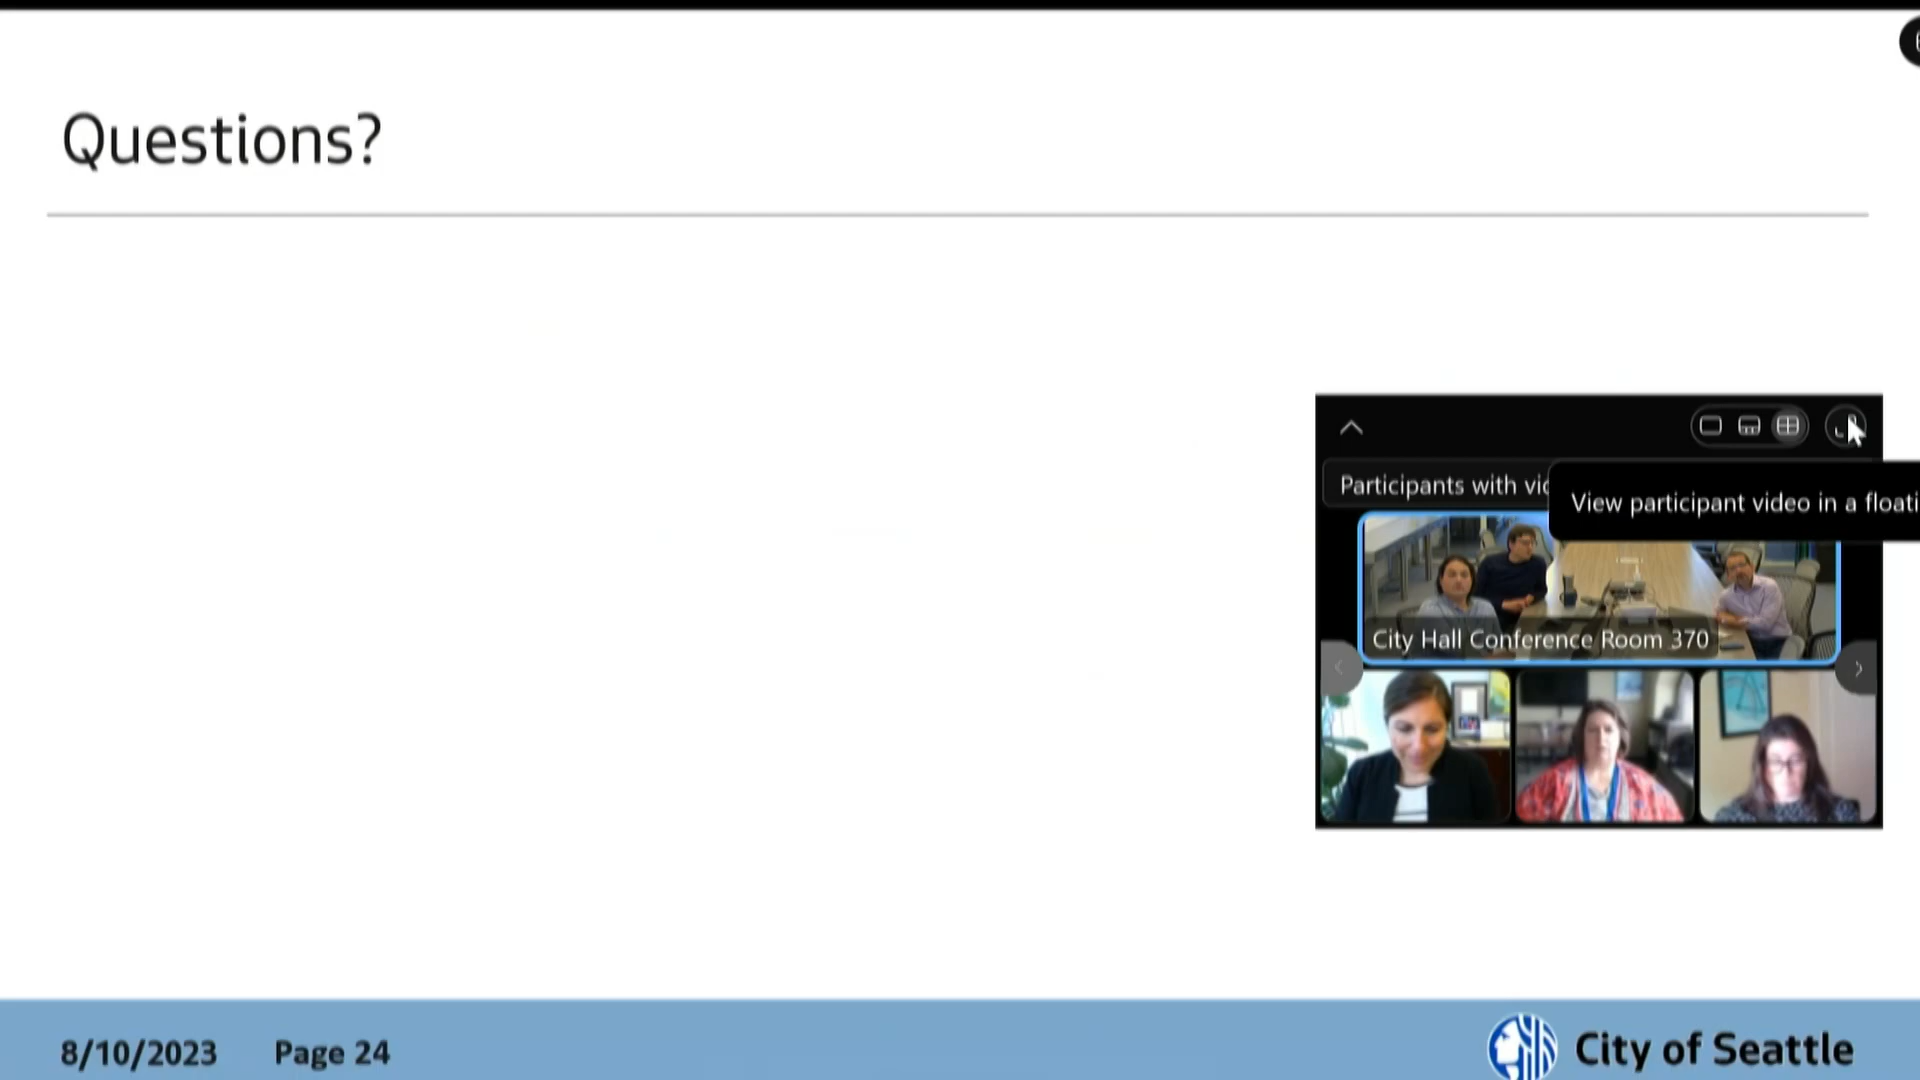 Questions?
Participants with vid
View participant video in a floati
City Hall Conference Room 370
8/10/2023 Page 24
City of Seattle